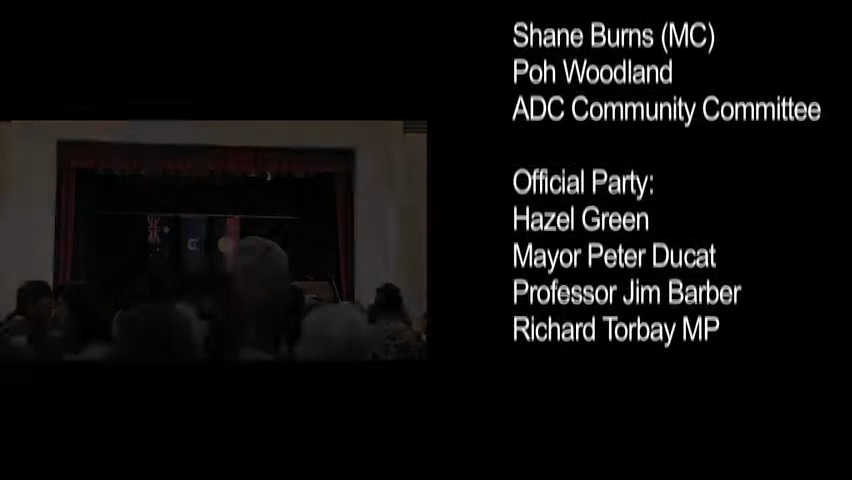 Shane Burns (MC)
Poh Woodland
ADC Community Committee
Official Party:
Hazel Green
Mayor Peter Ducat
Professor Jim Barber
Richard Torbay MP